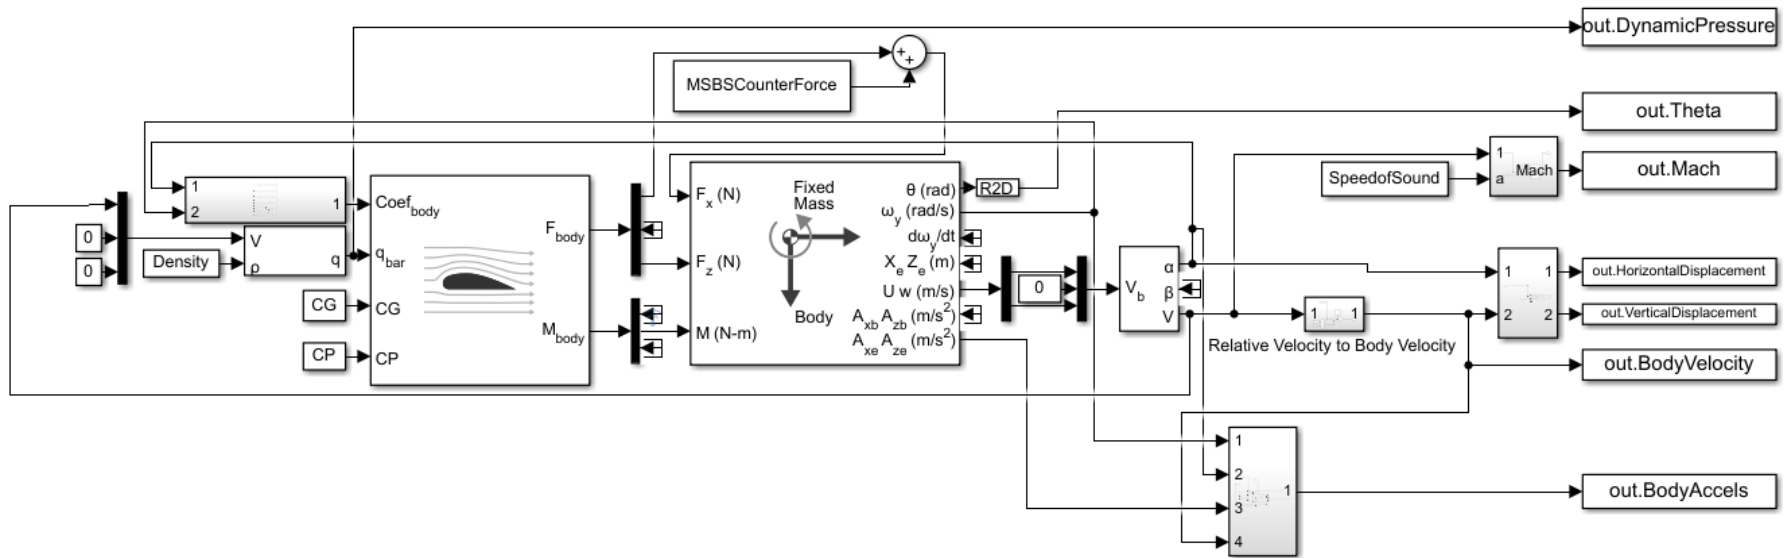 out.DynamicPressure
+
+
MSBSCounterForce
out.Theta
1
2
1
Coef_body
q_bar
CG
CP
F_body
M_body
0
0
Density
V
ρ
q
CG
CP
F_x (N)
F_z (N)
M (N-m)
Fixed
Mass
Body
θ (rad)
ω_y (rad/s)
dω_y/dt
X_e Z_e (m)
U w (m/s)
A_xb A_zb (m/s²)
A_xe A_ze (m/s²)
R2D
0
V_b
α
β
V
SpeedofSound
1
a
Mach
out.Mach
1
1
Relative Velocity to Body Velocity
1
2
1
2
out.HorizontalDisplacement
out.VerticalDisplacement
out.BodyVelocity
1
2
3
4
1
out.BodyAccels